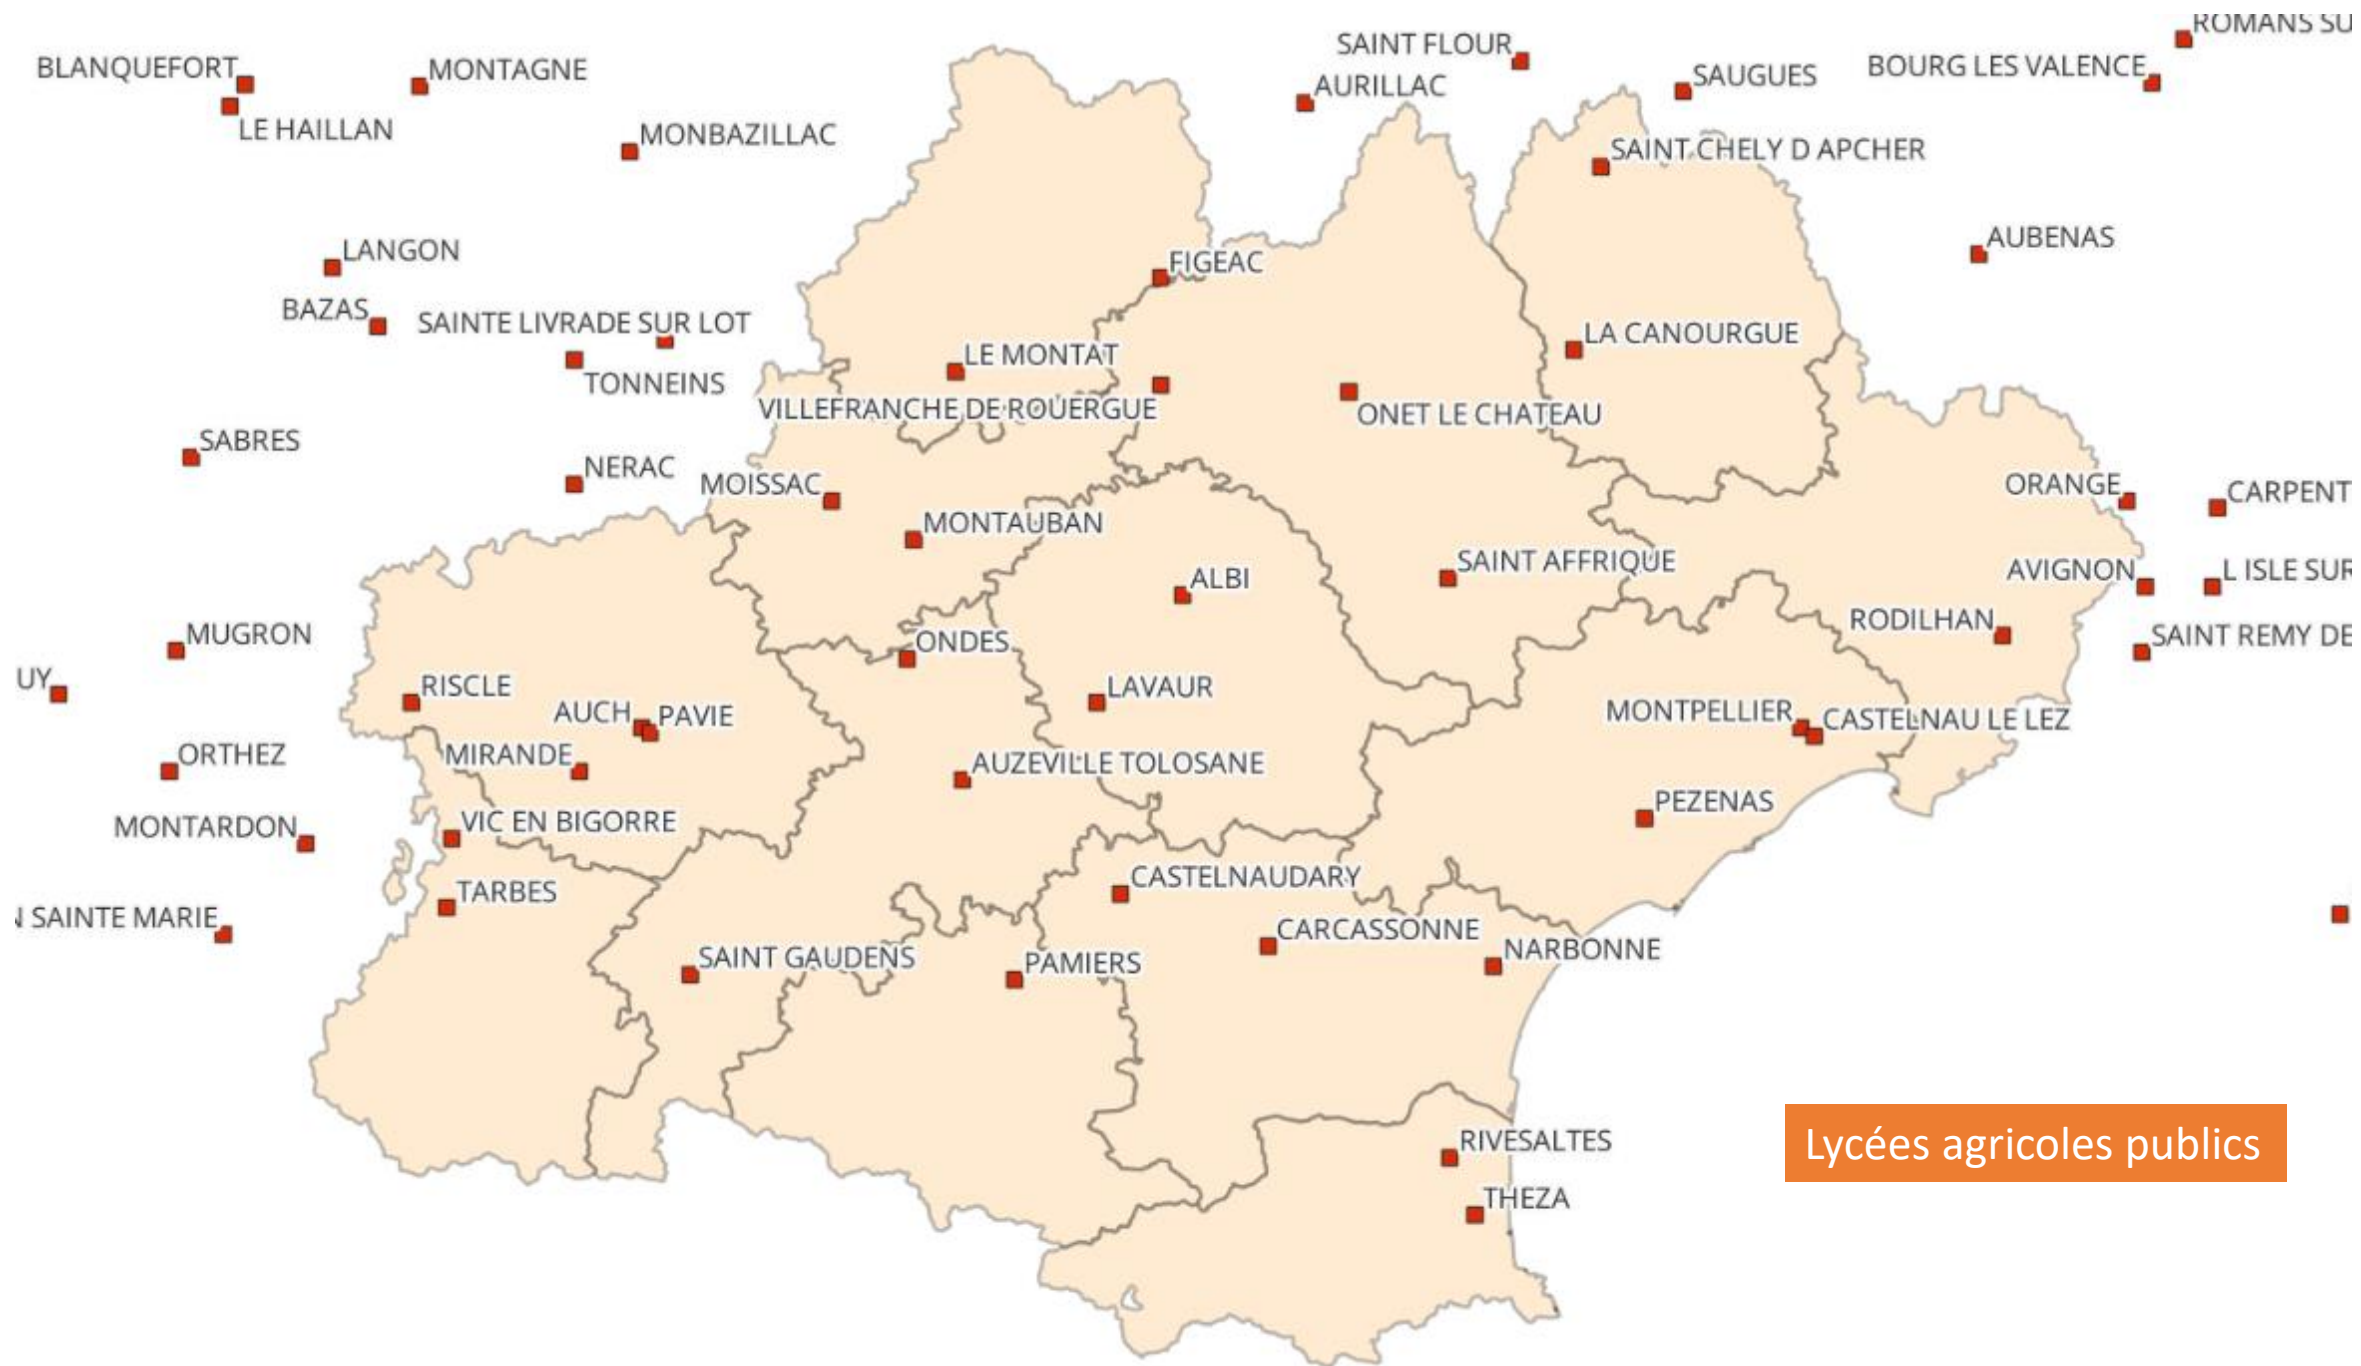 ROMANS SU
SAINT FLOUR
BLANQUEFORT
MONTAGNE
BOURG LES VALENCE
SAUGUES
AURILLAC
LE HAILLAN
MONBAZILLAC
SAINT CHELY D APCHER
AUBENAS
LANGON
FIGEAC
BAZAS
SAINTE LIVRADE SUR LOT
LA CANOURGUE
LE MONTAT
TONNEINS
VILLEFRANCHE DE ROUERGUE
ONET LE CHATEAU
SABRES
NERAC
MOISSAC
ORANGE
CARPENT
MONTAUBAN
SAINT AFFRIQUE
AVIGNON
L ISLE SUR
ALBI
RODILHAN
MUGRON
SAINT REMY DE
ONDES
UY
RISCLE
LAVAUR
AUCH
PAVIE
MONTPELLIER
CASTELNAU LE LEZ
ORTHEZ
MIRANDE
AUZEVILLE TOLOSANE
PEZENAS
VIC EN BIGORRE
MONTARDON
CASTELNAUDARY
TARBES
N SAINTE MARIE
CARCASSONNE
NARBONNE
SAINT GAUDENS
PAMIERS
RIVESALTES
Lycées agricoles publics
THEZA